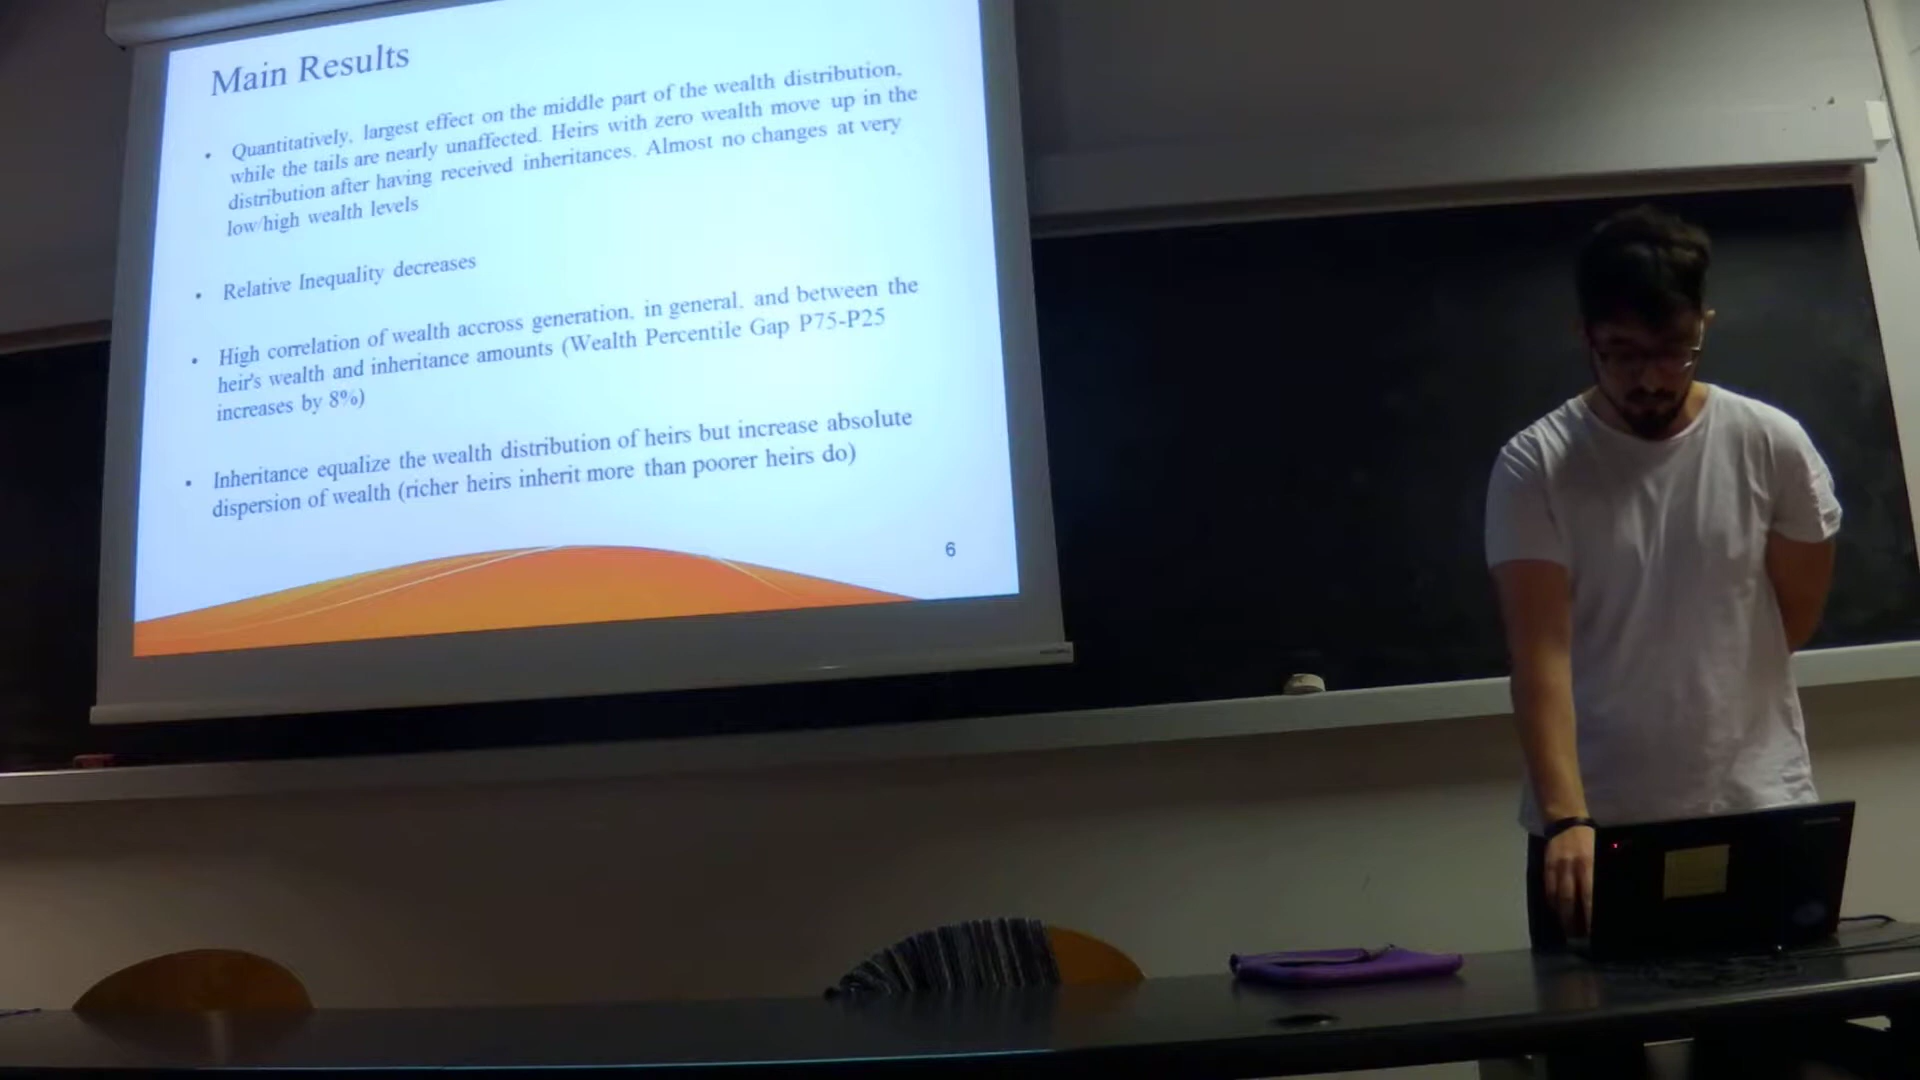 Main Results
• Quantitatively, largest effect on the middle part of the wealth distribution,
while the tails are nearly unaffected. Heirs with zero wealth move up in the
distribution after having received inheritances. Almost no changes at very
low/high wealth levels
• Relative Inequality decreases
• High correlation of wealth accross generation, in general, and between the
heir's wealth and inheritance amounts (Wealth Percentile Gap P75-P25
increases by 8%)
• Inheritance equalize the wealth distribution of heirs but increase absolute
dispersion of wealth (richer heirs inherit more than poorer heirs do)
6